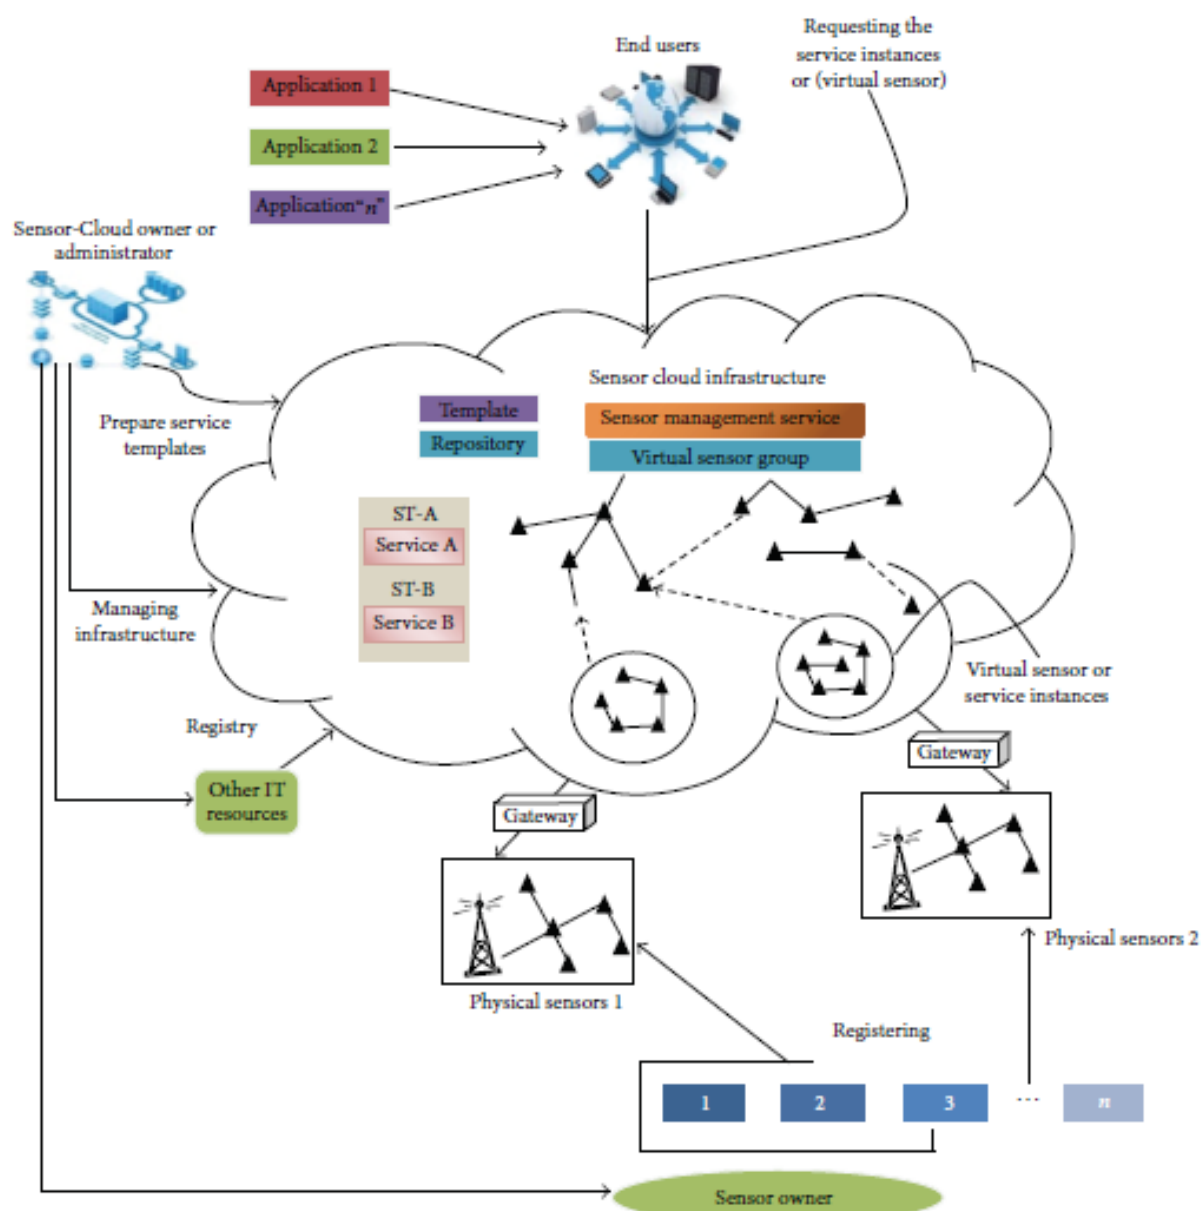 End users
Requesting the
service instances
or (virtual sensor)
Application 1
Application 2
Application“n”
Sensor-Cloud owner or
administrator
Prepare service
templates
Sensor cloud infrastructure
Template
Repository
Sensor management service
Virtual sensor group
ST-A
Service A
ST-B
Service B
Managing
infrastructure
Virtual sensor or
service instances
Registry
Other IT
resources
Gateway
Gateway
Physical sensors 1
Physical sensors 2
Registering
1 2 3 ... n
Sensor owner